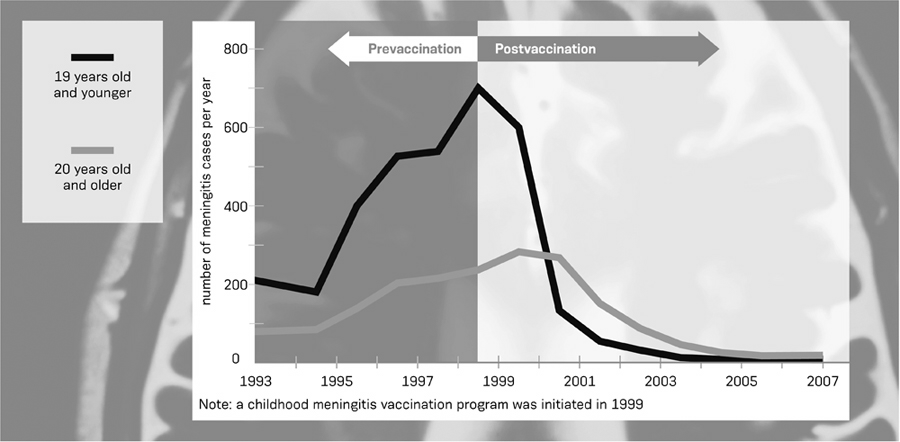 19 years old
and younger
20 years old
and older
number of meningitis cases per year
800
600
400
200
0
Prevaccination
Postvaccination
1993
1995
1997
1999
2001
2003
2005
2007
Note: a childhood meningitis vaccination program was initiated in 1999